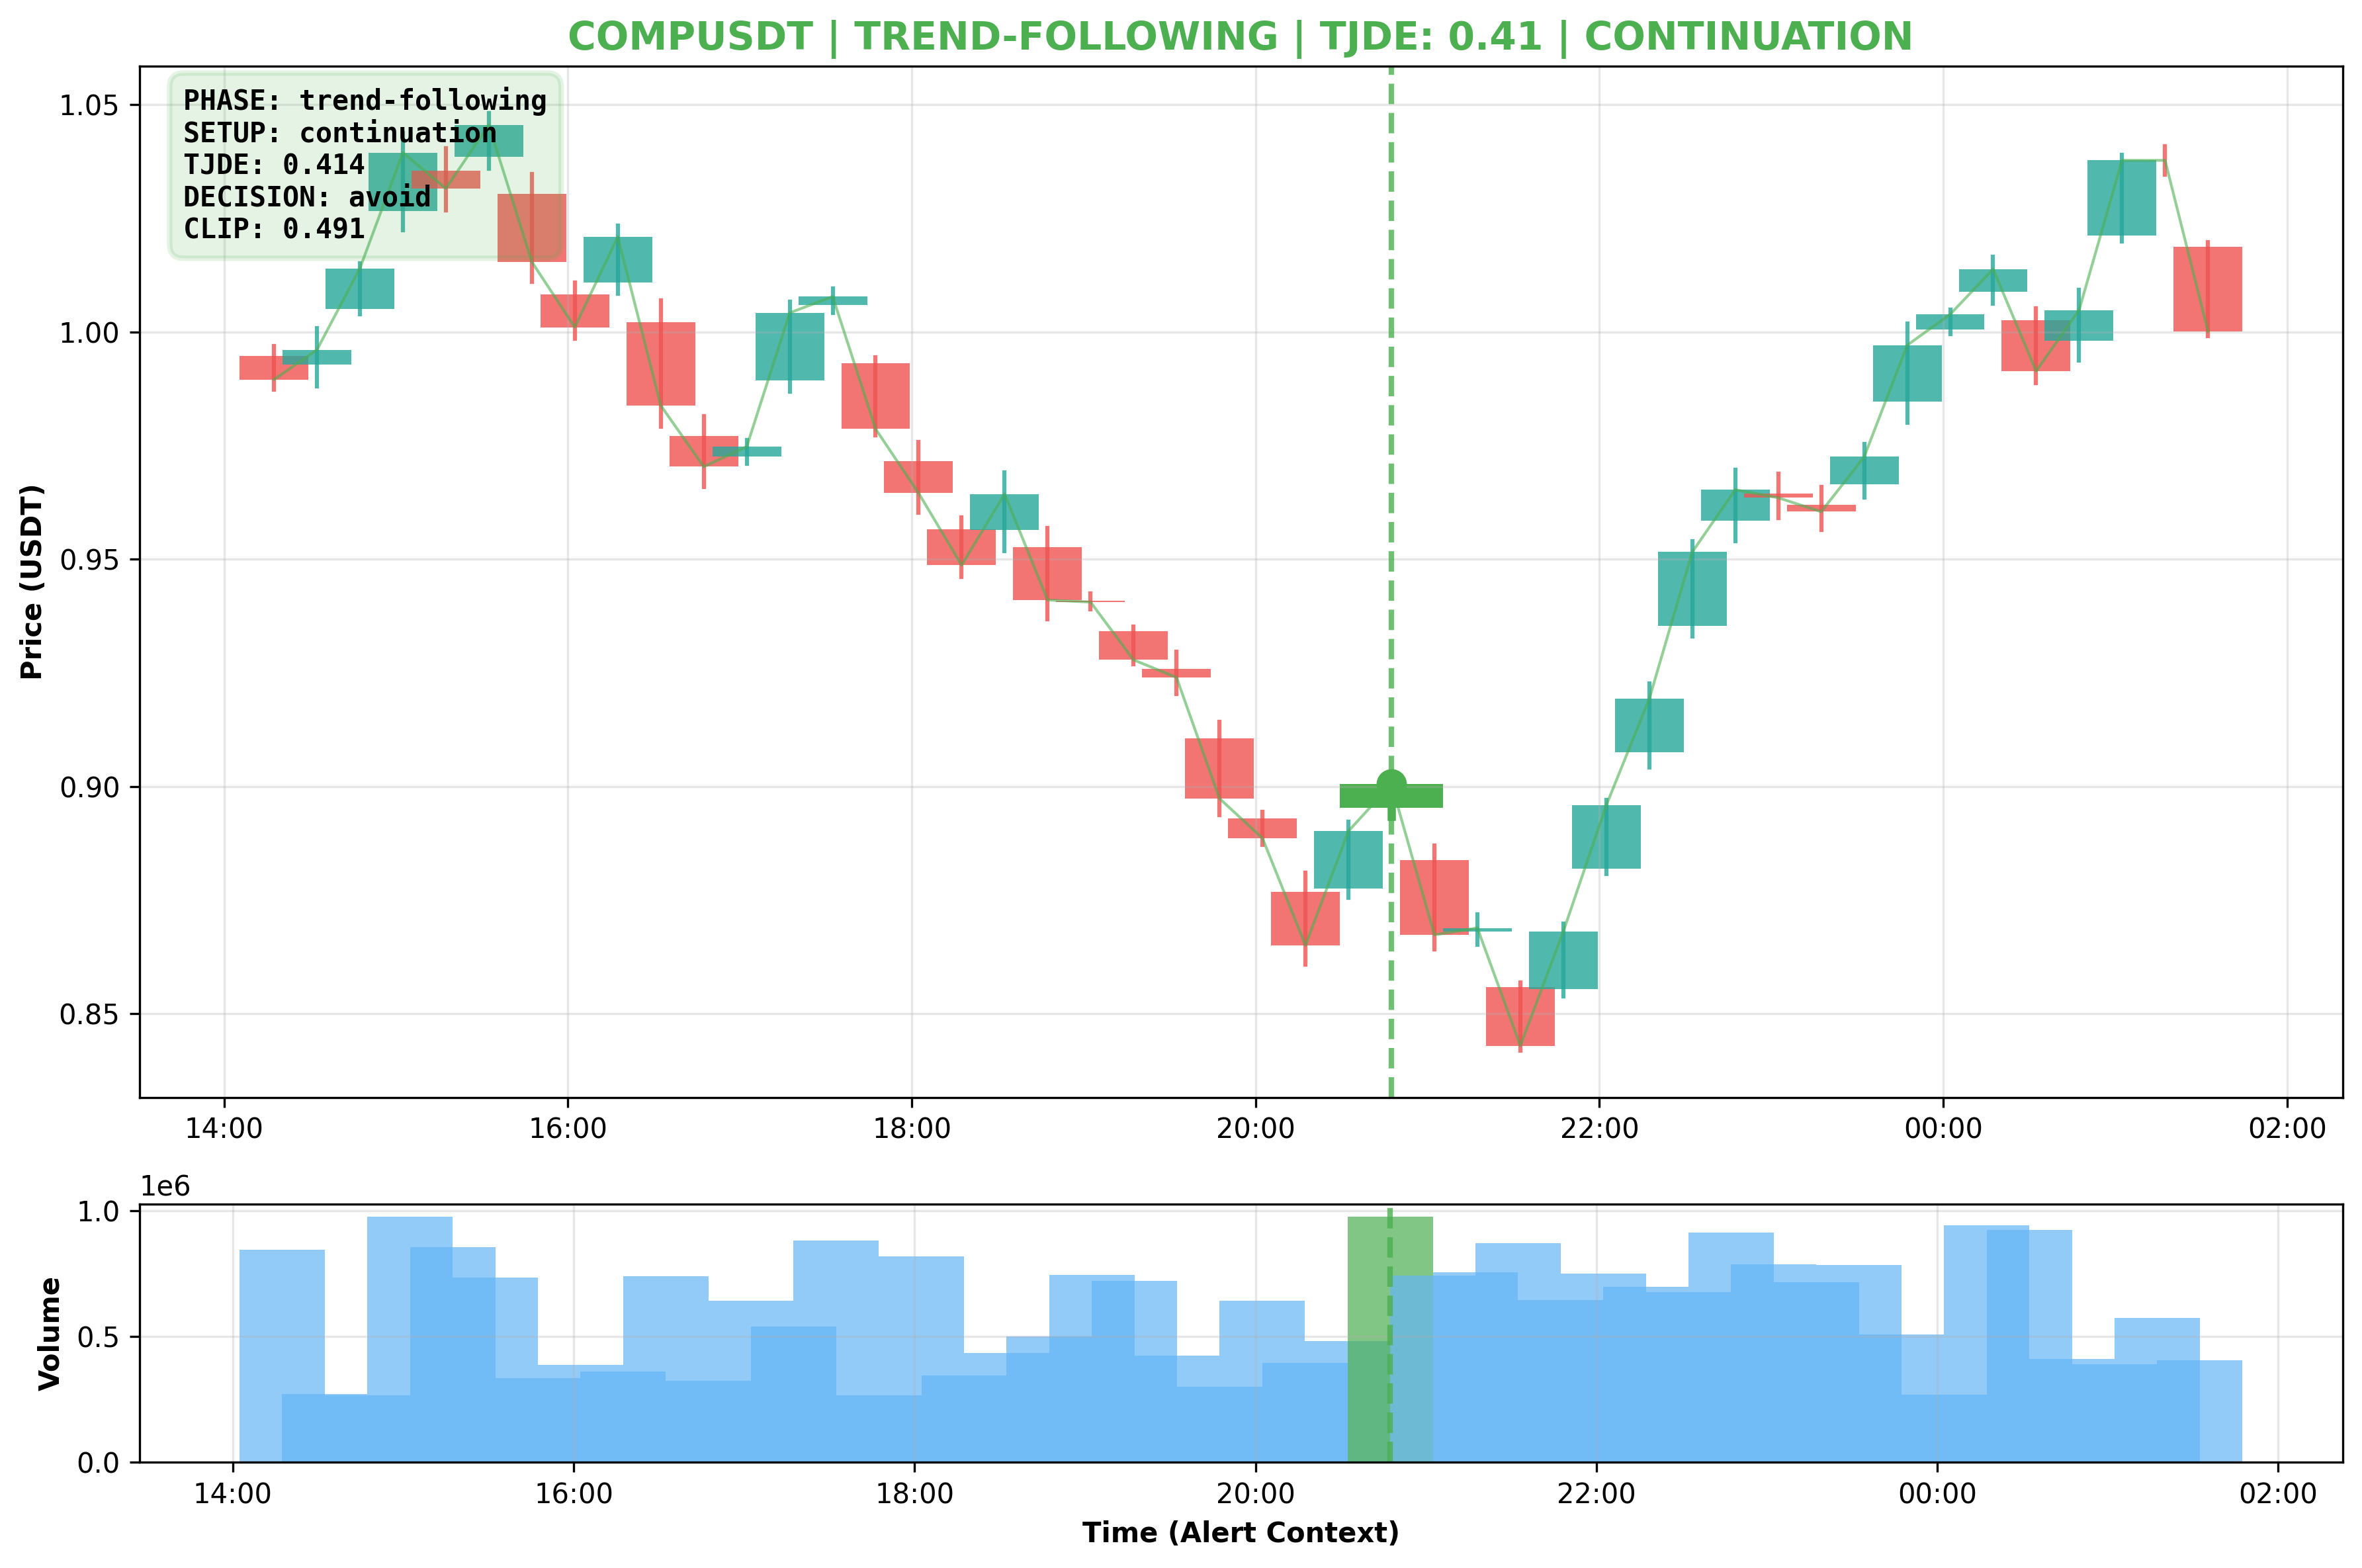 COMPUSDT | TREND-FOLLOWING | TJDE: 0.41 | CONTINUATION
PHASE: trend-following
SETUP: continuation
TJDE: 0.414
DECISION: avoid
CLIP: 0.491
Price (USDT)
1.05
1.00
0.95
0.90
0.85
14:00 16:00 18:00 20:00 22:00 00:00 02:00
1e6
Volume
1.0
0.5
0.0
14:00 16:00 18:00 20:00 22:00 00:00 02:00
Time (Alert Context)